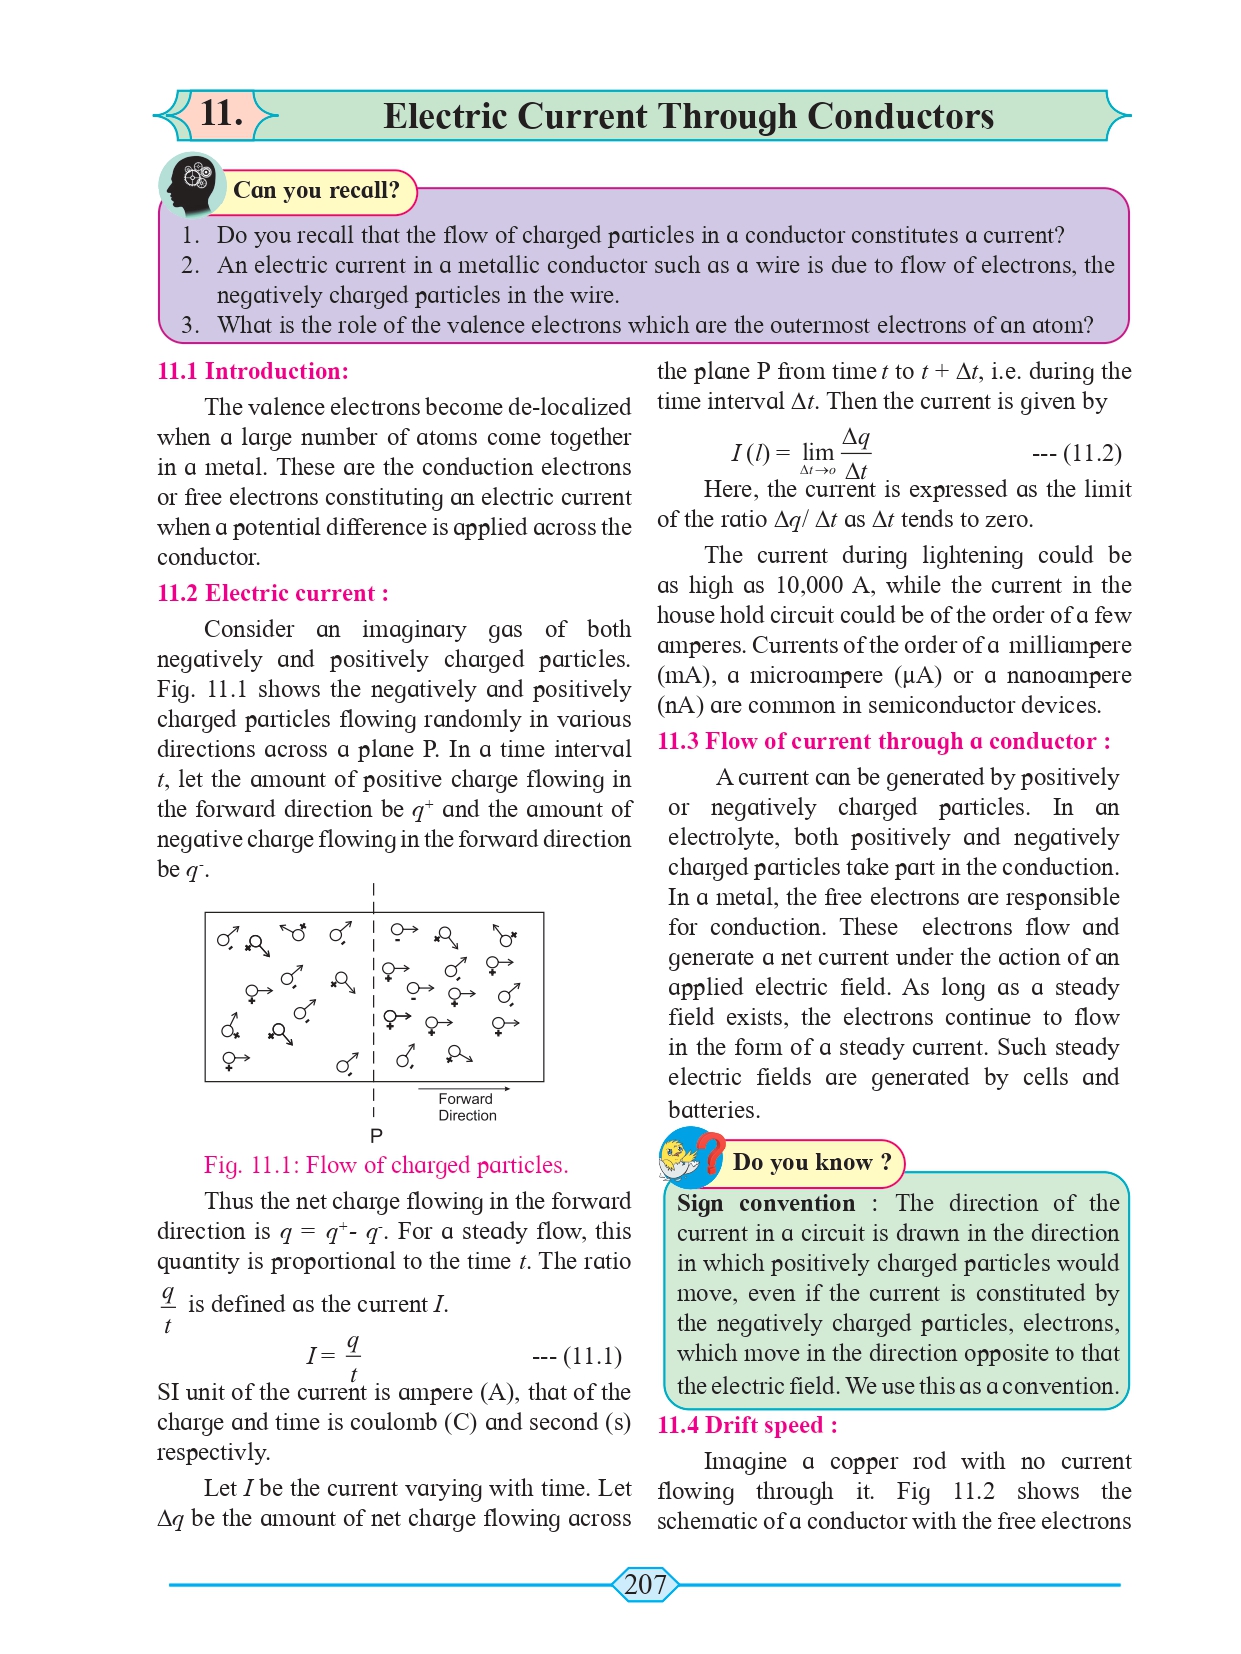 11.
Electric Current Through Conductors
Can you recall?
1. Do you recall that the flow of charged particles in a conductor constitutes a current?
2. An electric current in a metallic conductor such as a wire is due to flow of electrons, the
negatively charged particles in the wire.
3. What is the role of the valence electrons which are the outermost electrons of an atom?
11.1 Introduction:
The valence electrons become de-localized
when a large number of atoms come together
in a metal. These are the conduction electrons
or free electrons constituting an electric current
when a potential difference is applied across the
conductor.
11.2 Electric current :
Consider an imaginary gas of both
negatively and positively charged particles.
Fig. 11.1 shows the negatively and positively
charged particles flowing randomly in various
directions across a plane P. In a time interval
t, let the amount of positive charge flowing in
the forward direction be q⁺ and the amount of
negative charge flowing in the forward direction
be q⁻.
Forward
Direction
P
Fig. 11.1: Flow of charged particles.
Thus the net charge flowing in the forward
direction is q = q⁺- q⁻. For a steady flow, this
quantity is proportional to the time t. The ratio
q/t is defined as the current I.
I = q/t --- (11.1)
SI unit of the current is ampere (A), that of the
charge and time is coulomb (C) and second (s)
respectivly.
Let I be the current varying with time. Let
Δq be the amount of net charge flowing across
the plane P from time t to t + Δt, i.e. during the
time interval Δt. Then the current is given by
I (l) = lim Δt→o Δq/Δt --- (11.2)
Here, the current is expressed as the limit
of the ratio Δq/ Δt as Δt tends to zero.
The current during lightening could be
as high as 10,000 A, while the current in the
house hold circuit could be of the order of a few
amperes. Currents of the order of a milliampere
(mA), a microampere (μA) or a nanoampere
(nA) are common in semiconductor devices.
11.3 Flow of current through a conductor :
A current can be generated by positively
or negatively charged particles. In an
electrolyte, both positively and negatively
charged particles take part in the conduction.
In a metal, the free electrons are responsible
for conduction. These electrons flow and
generate a net current under the action of an
applied electric field. As long as a steady
field exists, the electrons continue to flow
in the form of a steady current. Such steady
electric fields are generated by cells and
batteries.
Do you know ?
Sign convention : The direction of the
current in a circuit is drawn in the direction
in which positively charged particles would
move, even if the current is constituted by
the negatively charged particles, electrons,
which move in the direction opposite to that
the electric field. We use this as a convention.
11.4 Drift speed :
Imagine a copper rod with no current
flowing through it. Fig 11.2 shows the
schematic of a conductor with the free electrons
207